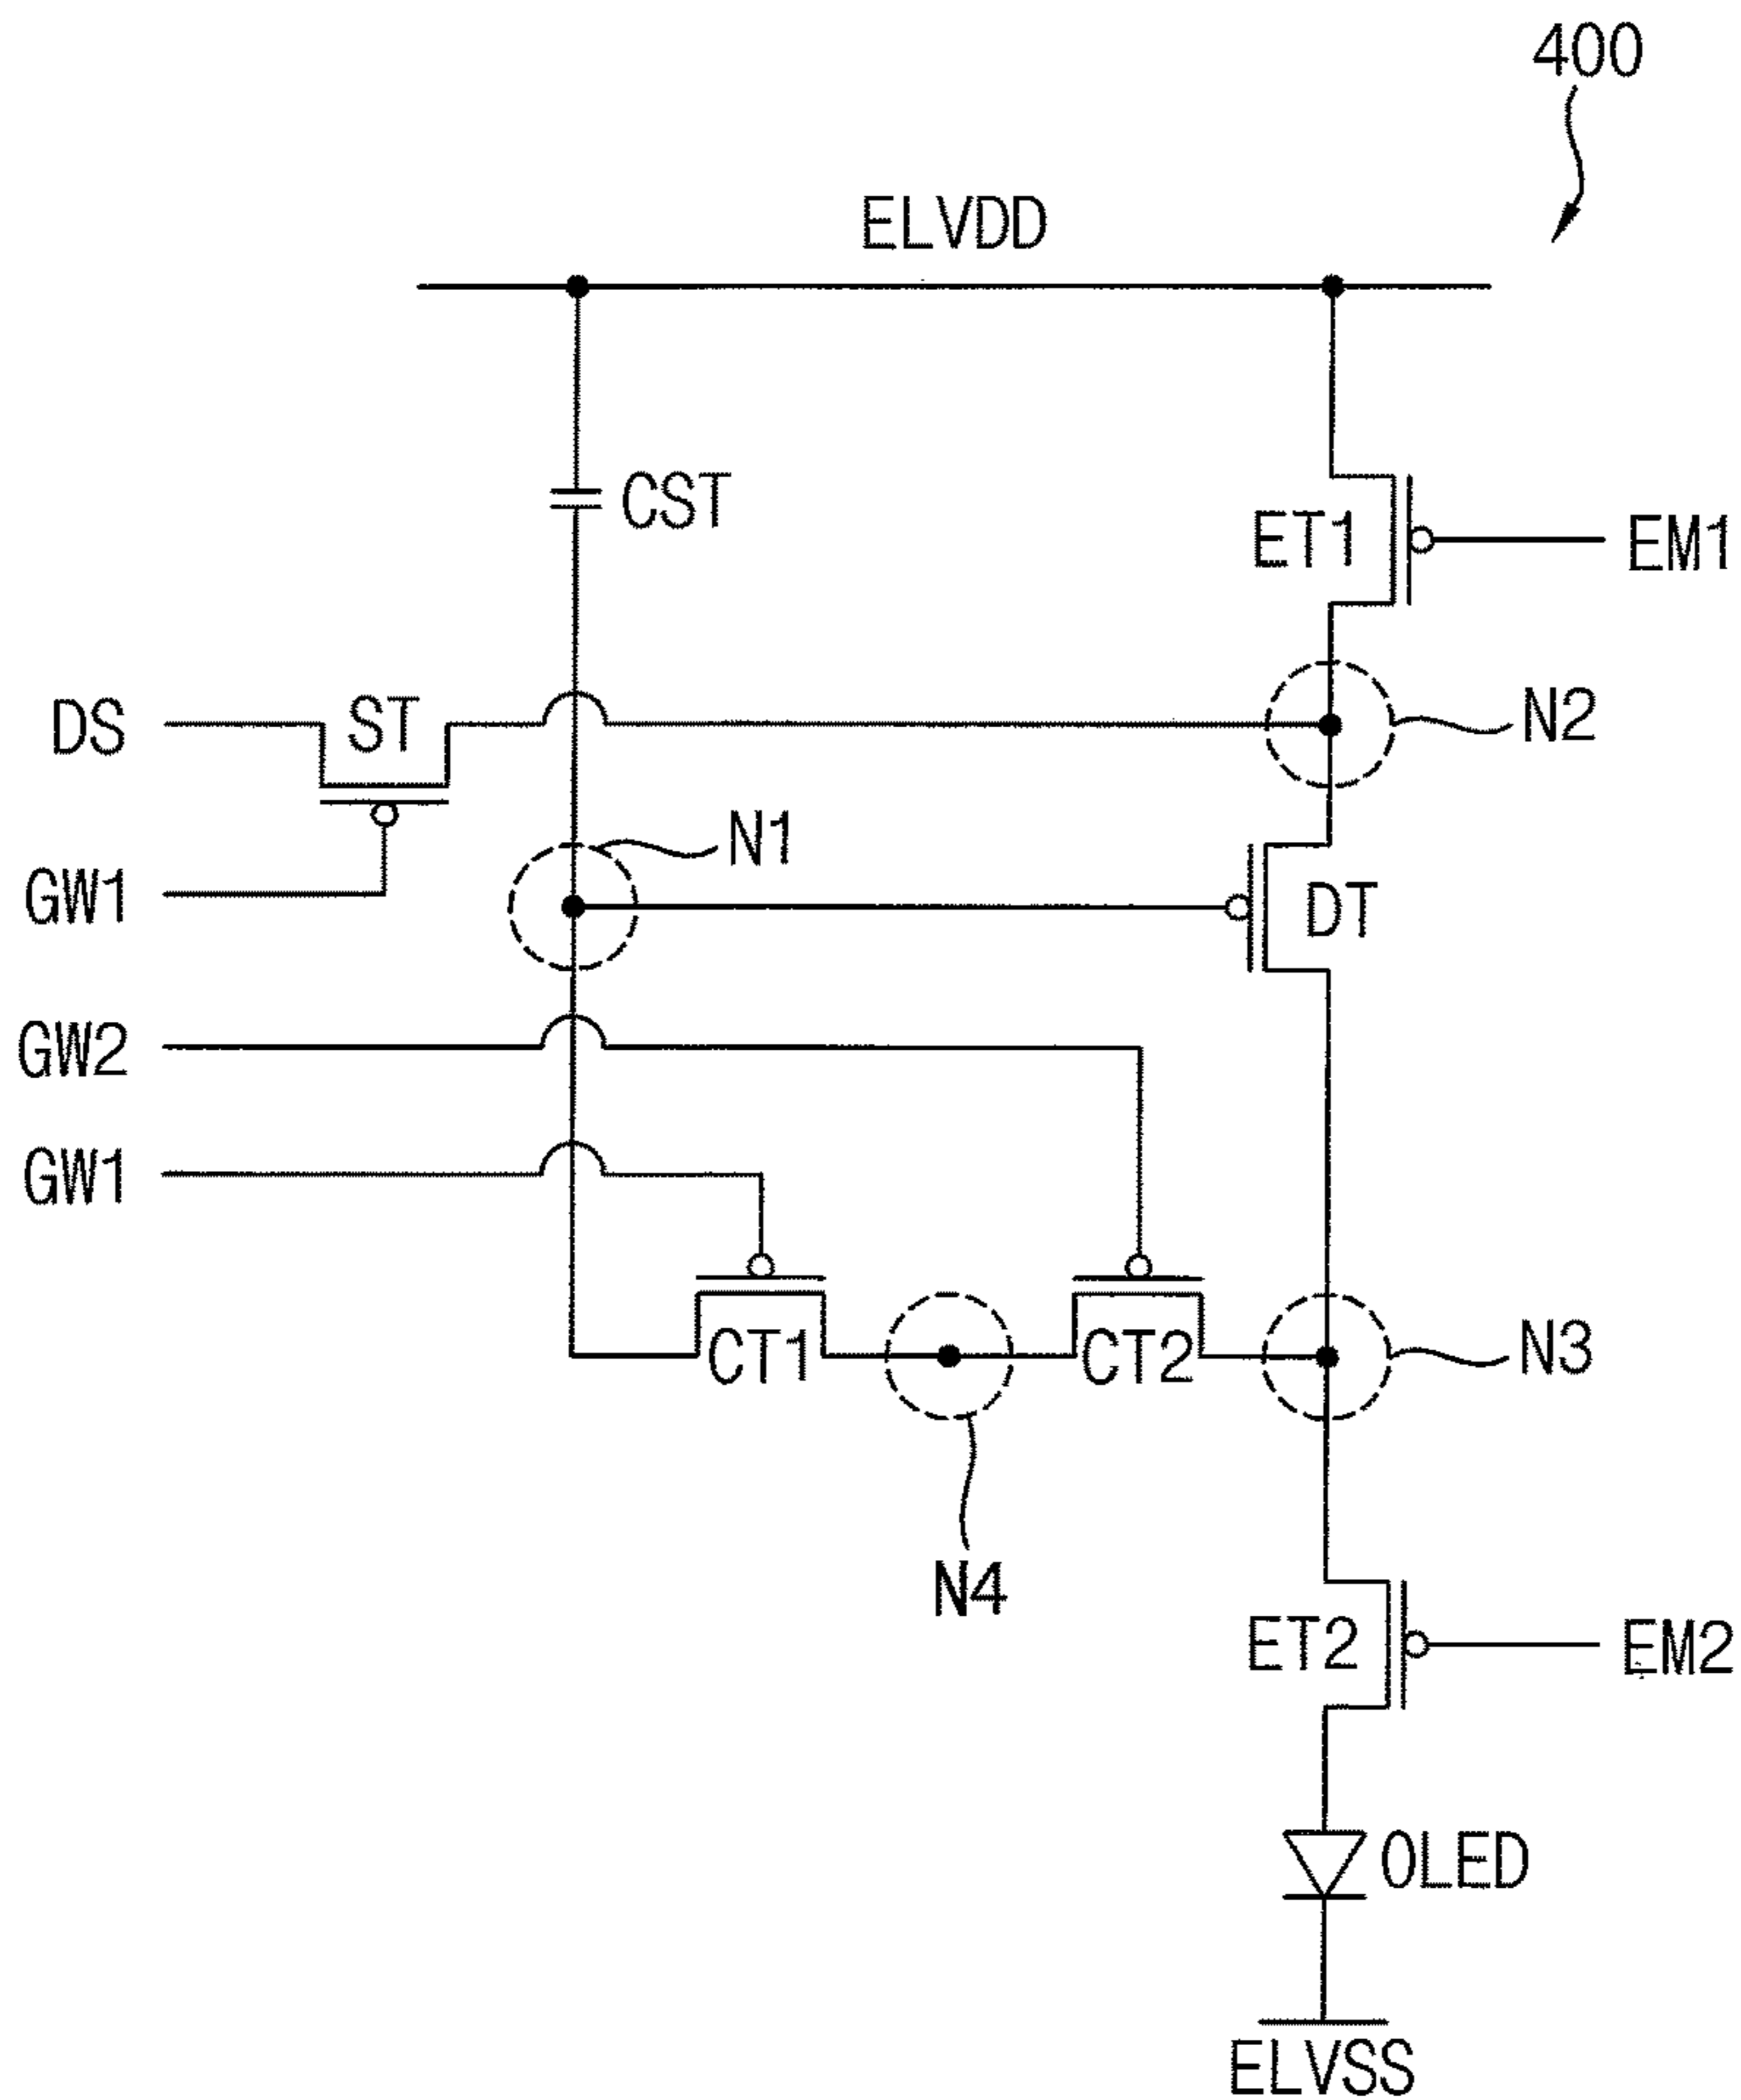 400
ELVDD
CST
ET1
EM1
DS
ST
N2
N1
GW1
DT
GW2
GW1
CT1
CT2
N3
N4
ET2
EM2
OLED
ELVSS